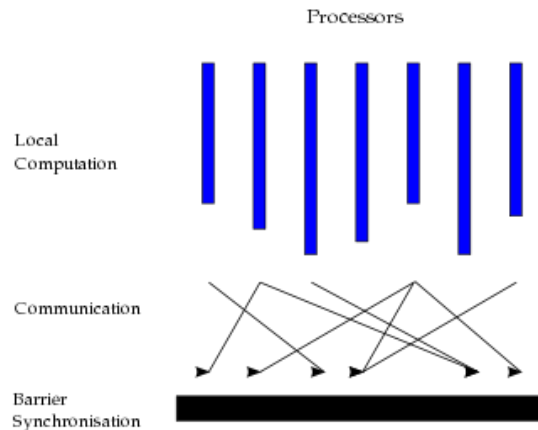 Processors
Local
Computation
Communication
Barrier
Synchronisation